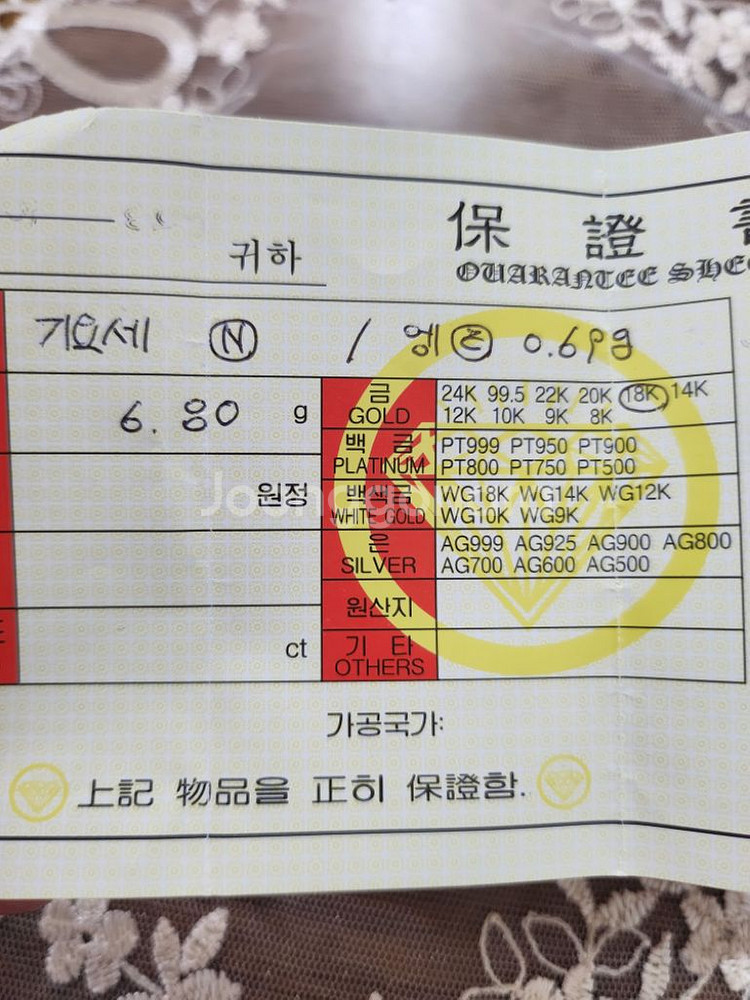 保 證
귀하
QUARANTEE SHE
기요세 Ⓝ / 엥 ㉣ 0.69g
6.80 g
금 GOLD
24K 99.5 22K 20K 18K 14K
12K 10K 9K 8K
백 금 PLATINUM
PT999 PT950 PT900
PT800 PT750 PT500
원정
백색금 WHITE GOLD
WG18K WG14K WG12K
WG10K WG9K
은 SILVER
AG999 AG925 AG900 AG800
AG700 AG600 AG500
원산지
ct
기 타 OTHERS
가공국가:
上記 物品을 正히 保證함.